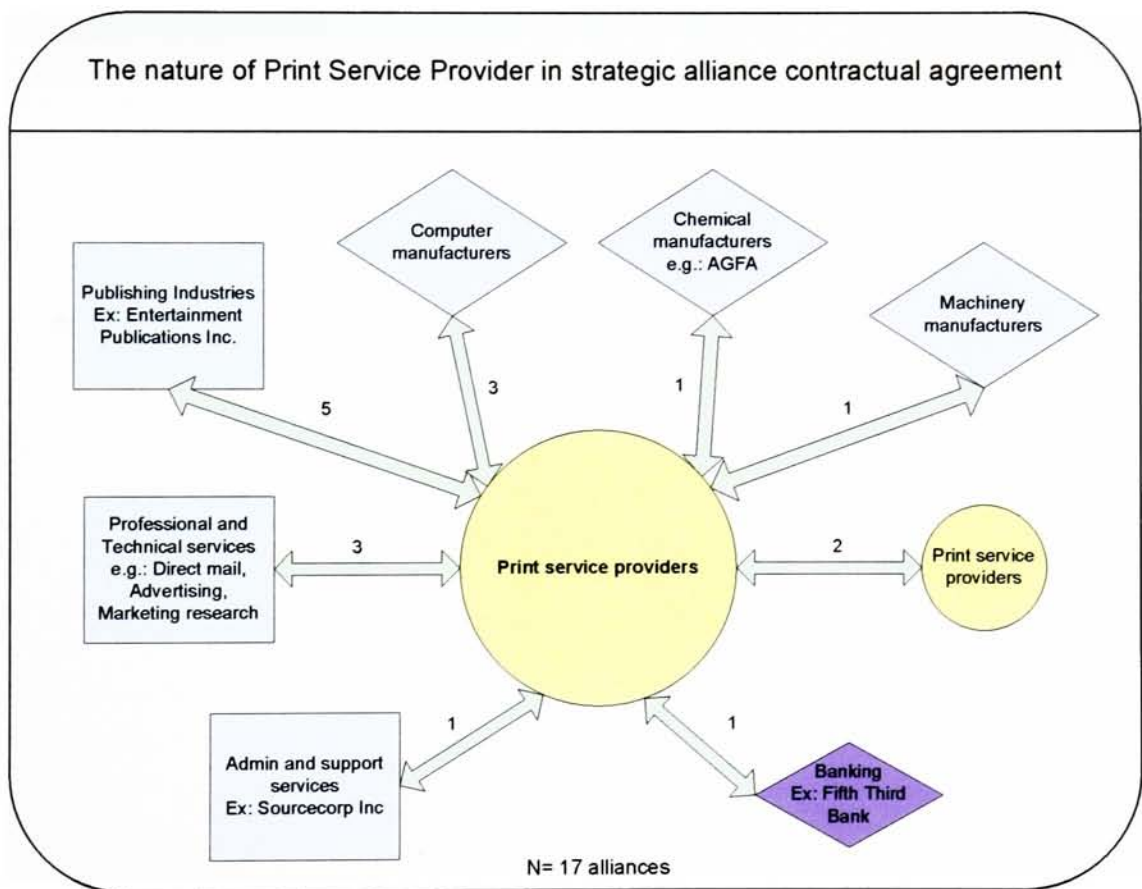 The nature of Print Service Provider in strategic alliance contractual agreement
Computer
manufacturers
Chemical
manufacturers
e.g.: AGFA
Publishing Industries
Ex: Entertainment
Publications Inc.
Machinery
manufacturers
3
1
5
1
Professional and
Technical services
e.g.: Direct mail,
Advertising,
Marketing research
3
Print service providers
2
Print service
providers
1
1
Admin and support
services
Ex: Sourcecorp Inc
Banking
Ex: Fifth Third
Bank
N= 17 alliances